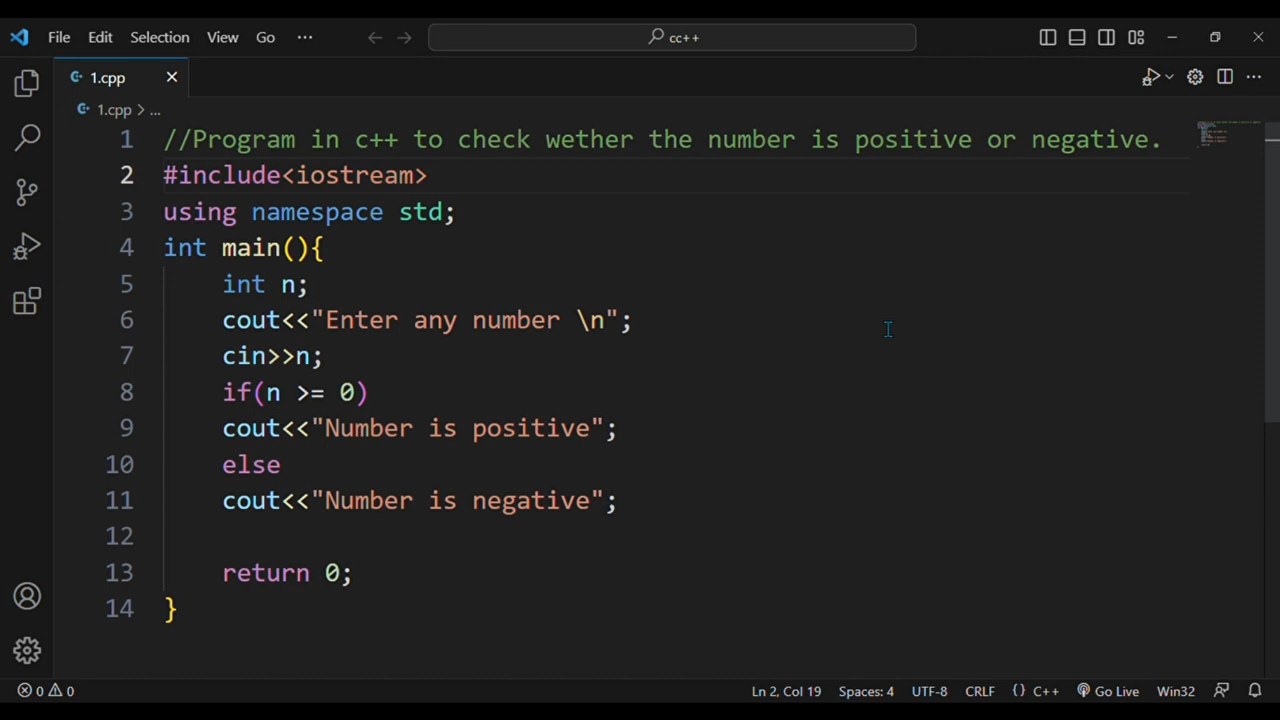 File Edit Selection View Go ... cc++
1.cpp
1.cpp > ...
1 //Program in c++ to check wether the number is positive or negative.
2 #include<iostream>
3 using namespace std;
4 int main(){
5 int n;
6 cout<<"Enter any number \n";
7 cin>>n;
8 if(n >= 0)
9 cout<<"Number is positive";
10 else
11 cout<<"Number is negative";
12
13 return 0;
14 }
0 0 Ln 2, Col 19 Spaces: 4 UTF-8 CRLF {} C++ Go Live Win32